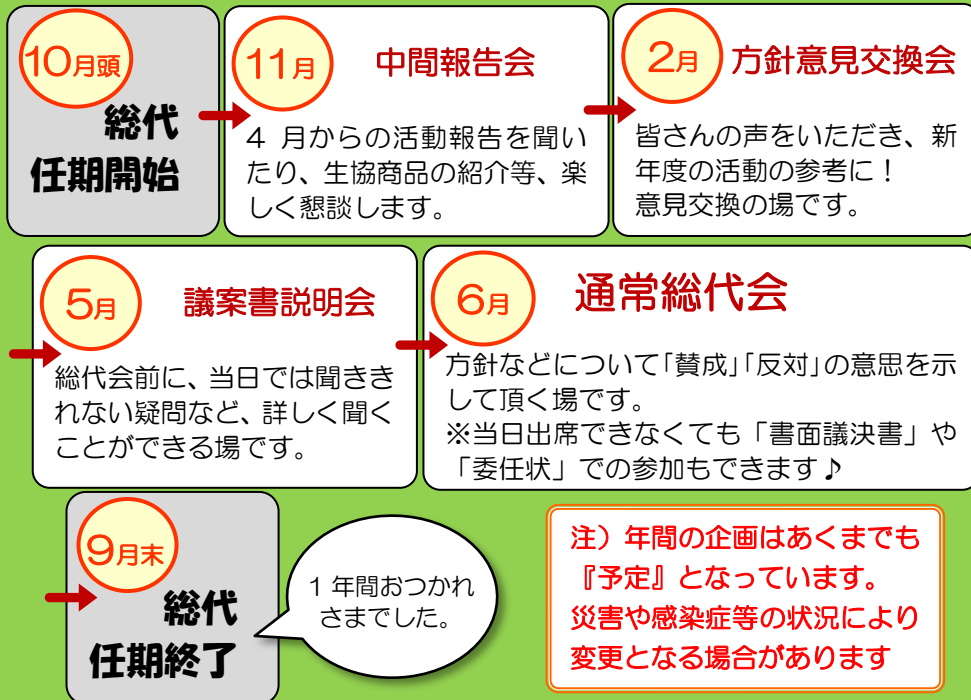 10月頭
総代
任期開始
11月
中間報告会
4 月からの活動報告を聞い
たり、生協商品の紹介等、楽
しく懇談します。
2月
方針意見交換会
皆さんの声をいただき、新
年度の活動の参考に！
意見交換の場です。
5月
議案書説明会
総代会前に、当日では聞きき
れない疑問など、詳しく聞く
ことができる場です。
6月
通常総代会
方針などについて「賛成」「反対」の意思を示
して頂く場です。
※当日出席できなくても「書面議決書」や
「委任状」での参加もできます♪
9月末
総代
任期終了
1 年間おつかれ
さまでした。
注）年間の企画はあくまでも
『予定』となっています。
災害や感染症等の状況により
変更となる場合があります